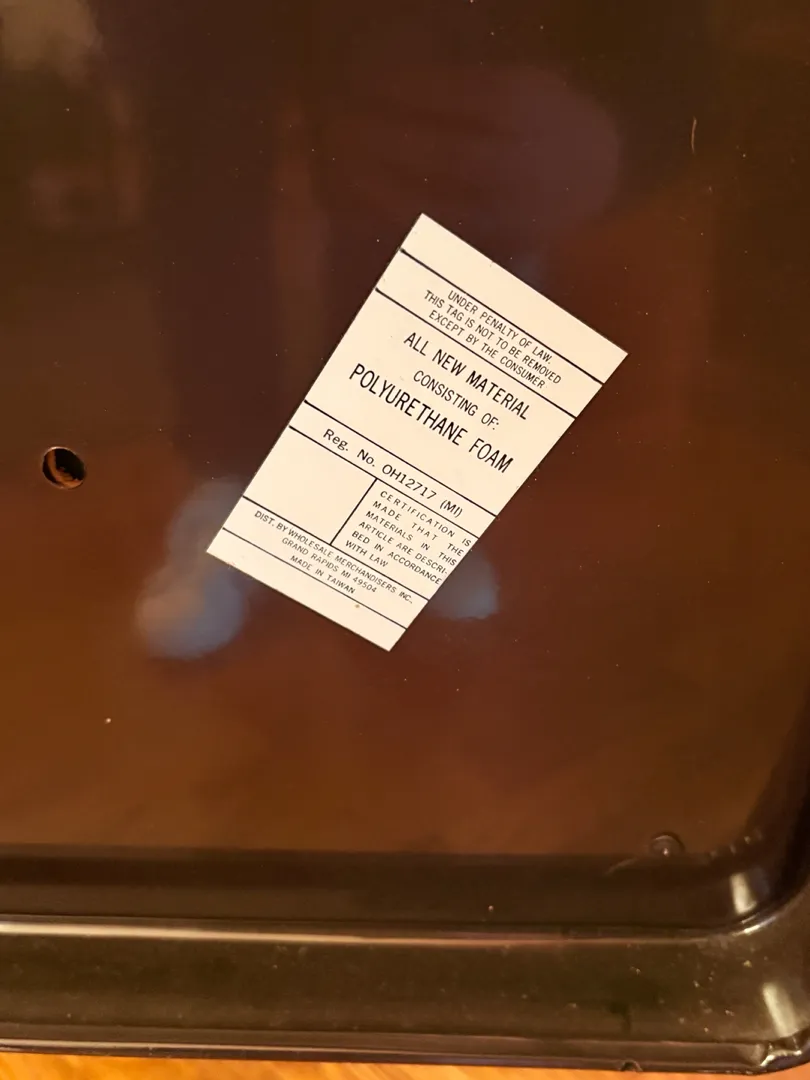 UNDER PENALTY OF LAW.
THIS TAG IS NOT TO BE REMOVED
EXCEPT BY THE CONSUMER
ALL NEW MATERIAL
CONSISTING OF:
POLYURETHANE FOAM
Reg. No. OH12717 (MI)
CERTIFICATION IS
MADE THAT THE
MATERIALS IN THIS
ARTICLE ARE DESCRI-
BED IN ACCORDANCE
WITH LAW
DIST. BY WHOLESALE MERCHANDISERS INC.
GRAND RAPIDS MI 49504
MADE IN TAIWAN